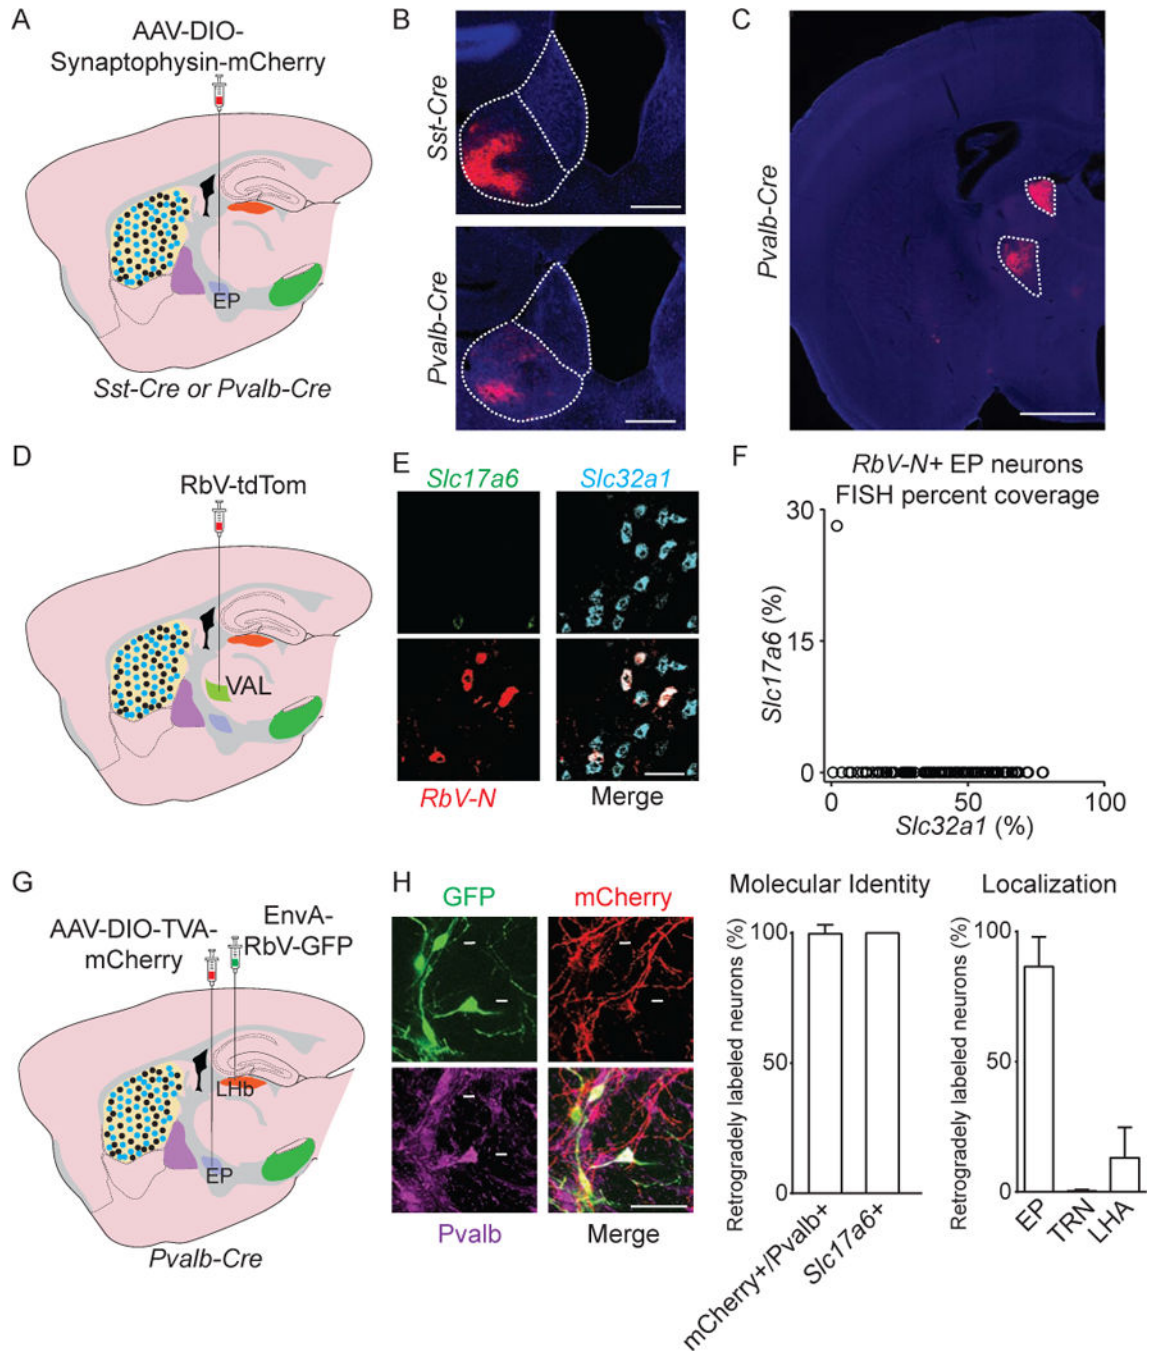 A
AAV-DIO-
Synaptophysin-mCherry
EP
Sst-Cre or Pvalb-Cre
B
Sst-Cre
Pvalb-Cre
C
Pvalb-Cre
D
RbV-tdTom
VAL
E
Slc17a6
Slc32a1
RbV-N
Merge
F
RbV-N+ EP neurons
FISH percent coverage
30
15
0
Slc17a6 (%)
0
50
100
Slc32a1 (%)
G
AAV-DIO-TVA-
mCherry
EnvA-
RbV-GFP
LHb
EP
Pvalb-Cre
H
GFP
mCherry
Pvalb
Merge
Molecular Identity
Retrogradely labeled neurons (%)
100
50
0
mCherry+/Pvalb+
Slc17a6+
Localization
Retrogradely labeled neurons (%)
100
50
0
EP
TRN
LHA